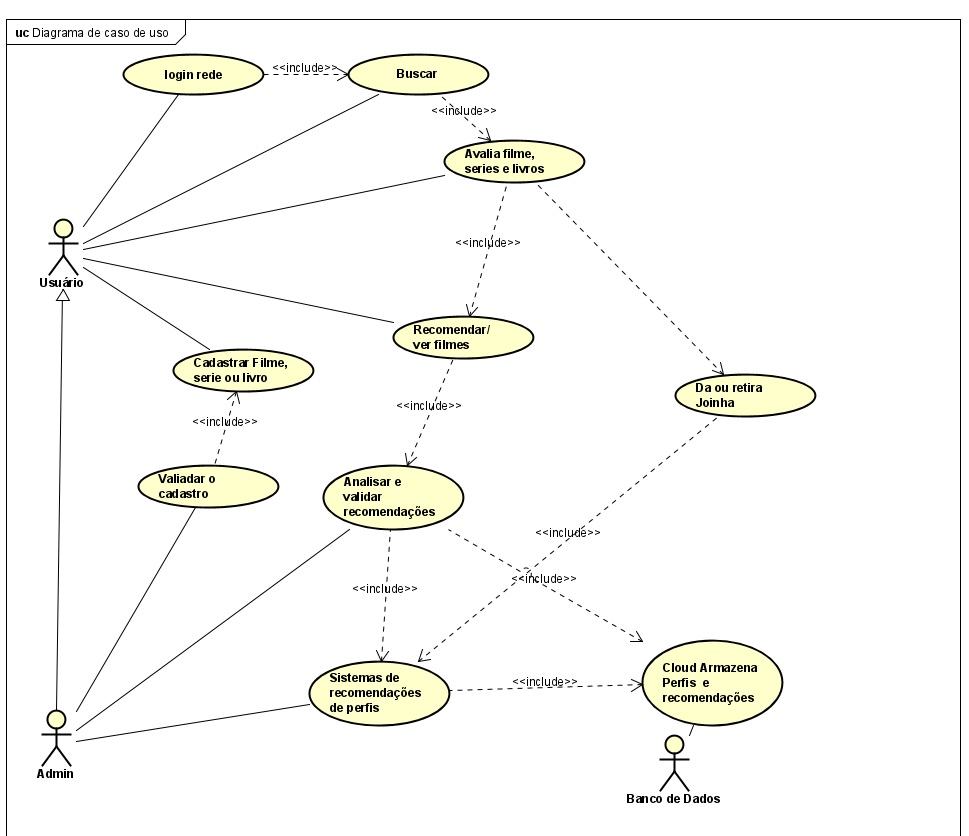 uc Diagrama de caso de uso
login rede
<<include>>
Buscar
<<include>>
Avalia filme,
series e livros
<<include>>
Usuário
Recomendar/
ver filmes
Cadastrar Filme,
serie ou livro
Da ou retira
Joinha
<<include>>
<<include>>
Valiadar o
cadastro
Analisar e
validar
recomendações
<<include>>
<<include>>
<<include>>
Sistemas de
recomendações
de perfis
<<include>>
Cloud Armazena
Perfis e
recomendações
Admin
Banco de Dados